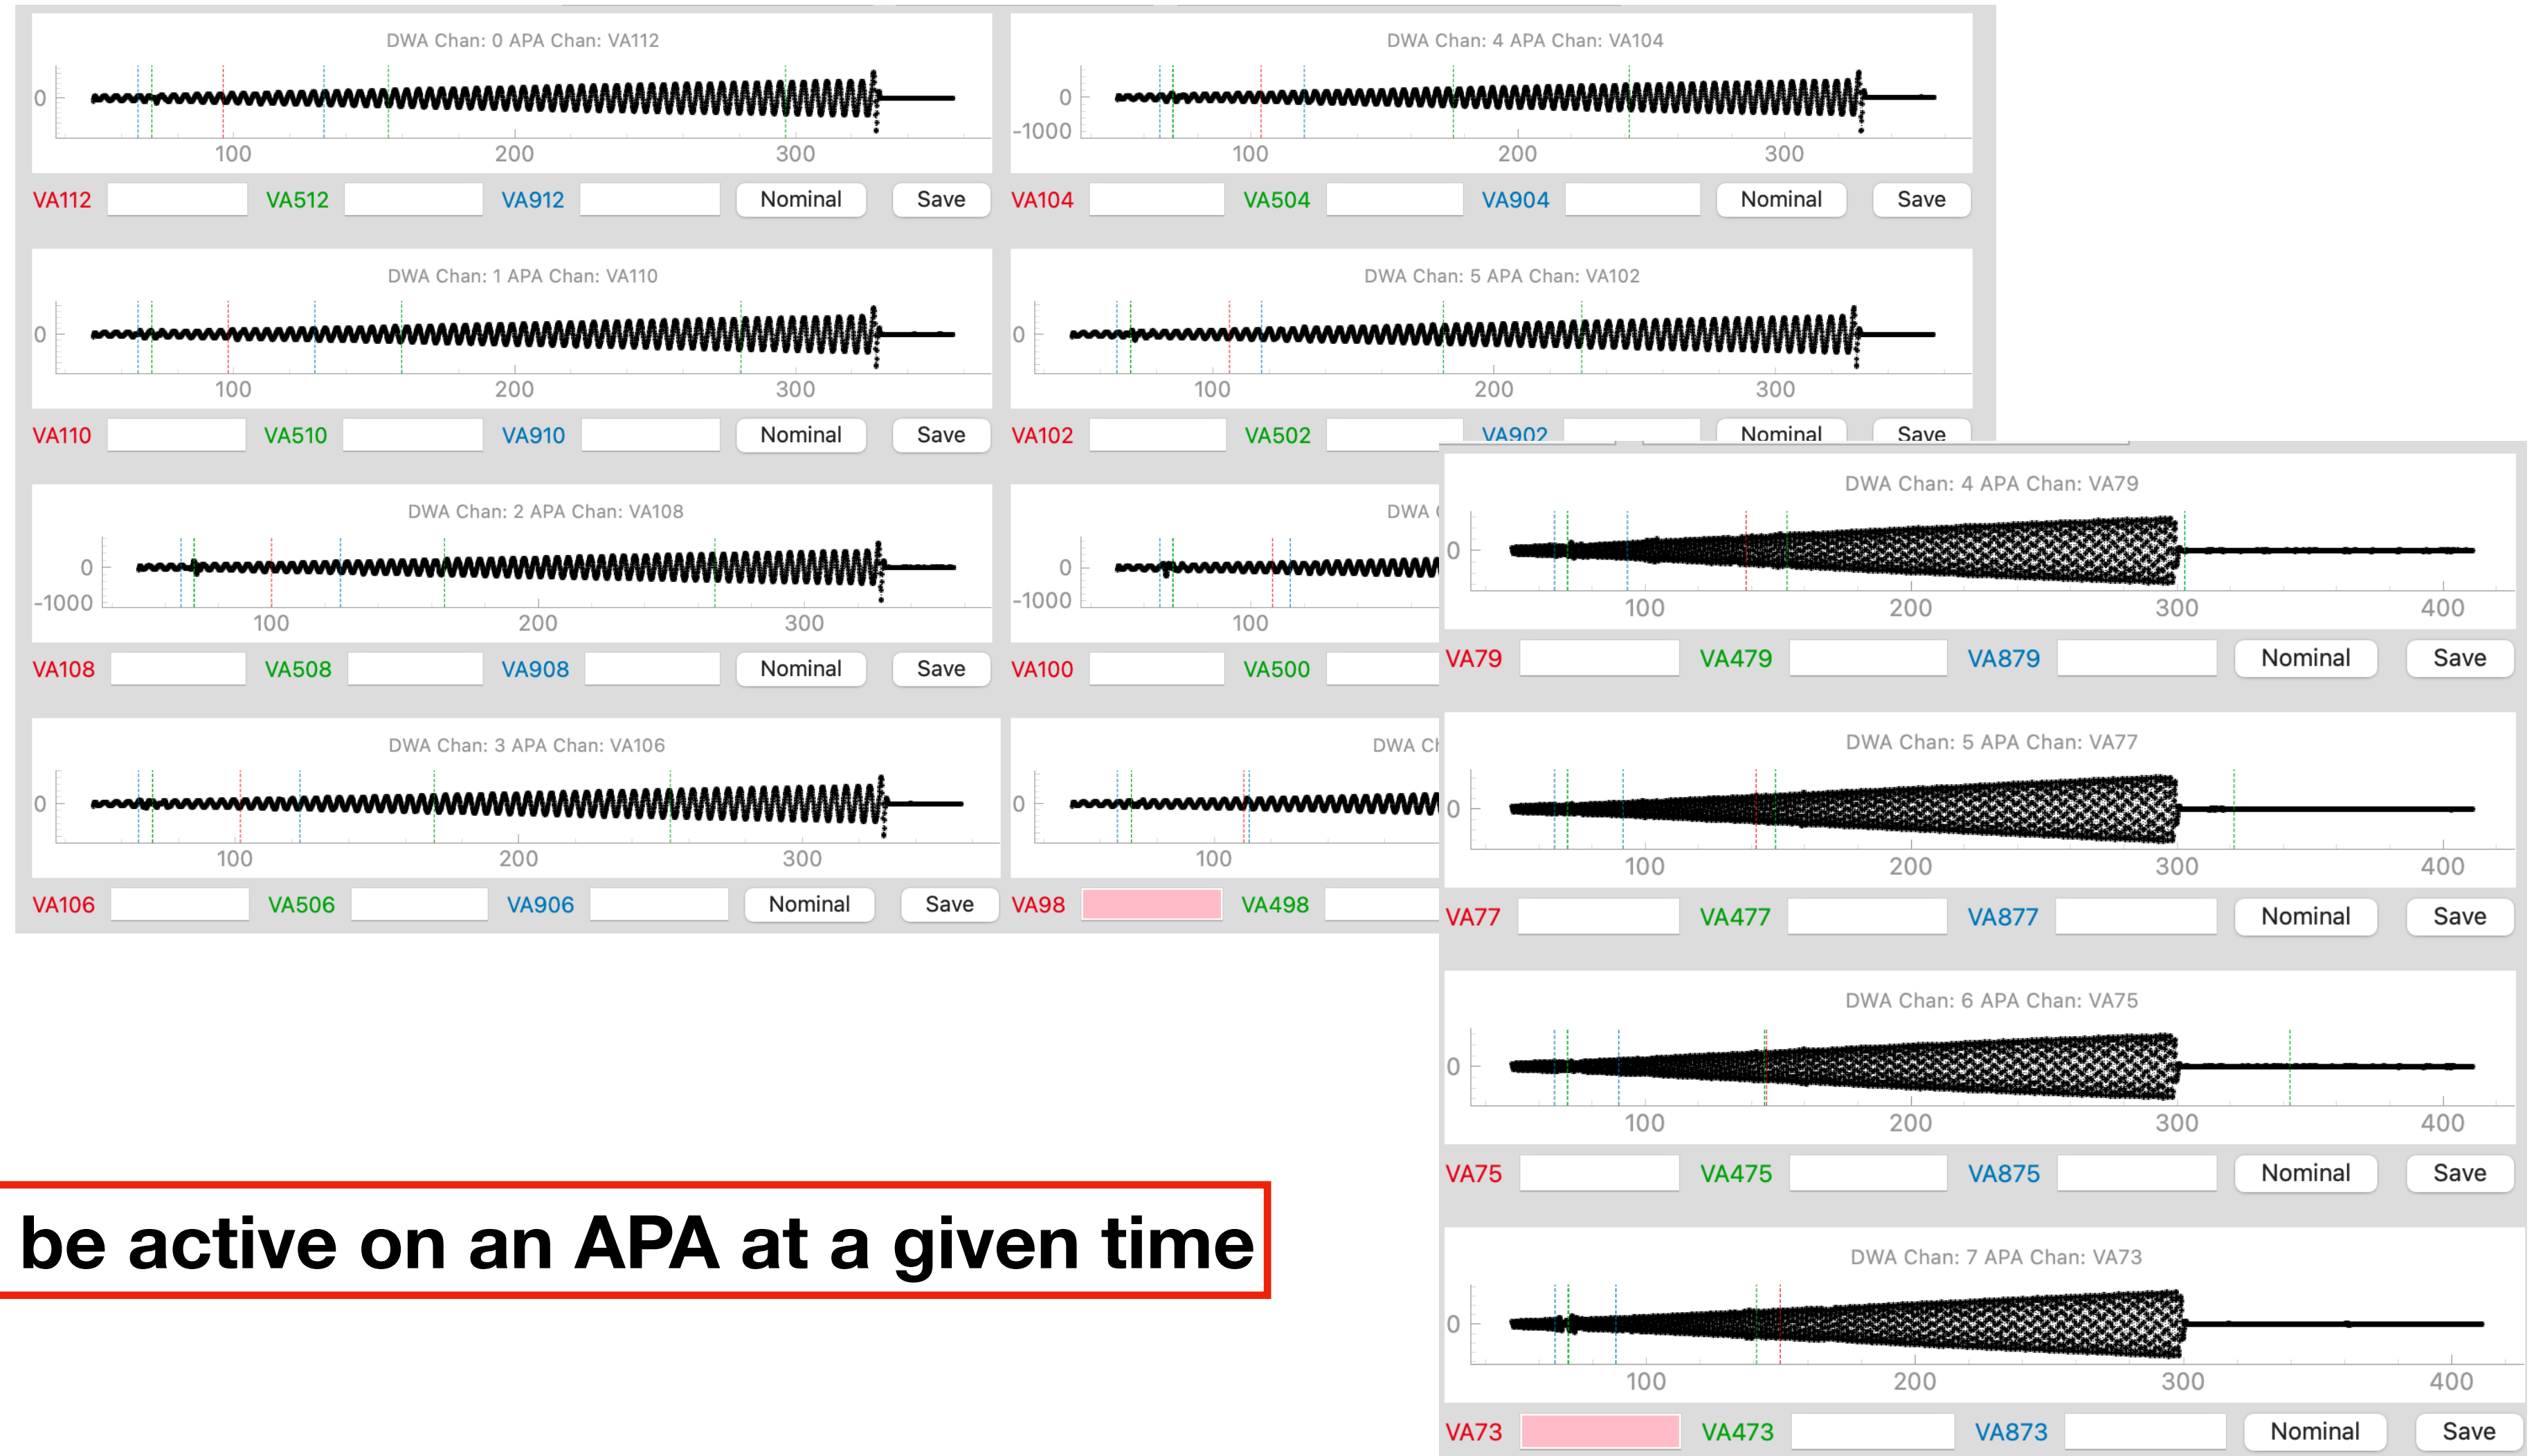 DWA Chan: 0 APA Chan: VA112
0
100 200 300
VA112 VA512 VA912 Nominal Save
DWA Chan: 4 APA Chan: VA104
0
-1000
100 200 300
VA104 VA504 VA904 Nominal Save
DWA Chan: 1 APA Chan: VA110
0
100 200 300
VA110 VA510 VA910 Nominal Save
DWA Chan: 5 APA Chan: VA102
0
100 200 300
VA102 VA502 VA902 Nominal Save
DWA Chan: 2 APA Chan: VA108
0
-1000
100 200 300
VA108 VA508 VA908 Nominal Save
DWA
0
-1000
100
VA100 VA500
DWA Chan: 3 APA Chan: VA106
0
100 200 300
VA106 VA506 VA906 Nominal Save
DWA
0
100
VA98 VA498
DWA Chan: 4 APA Chan: VA79
0
100 200 300 400
VA79 VA479 VA879 Nominal Save
DWA Chan: 5 APA Chan: VA77
0
100 200 300 400
VA77 VA477 VA877 Nominal Save
DWA Chan: 6 APA Chan: VA75
0
100 200 300 400
VA75 VA475 VA875 Nominal Save
DWA Chan: 7 APA Chan: VA73
0
100 200 300 400
VA73 VA473 VA873 Nominal Save
be active on an APA at a given time